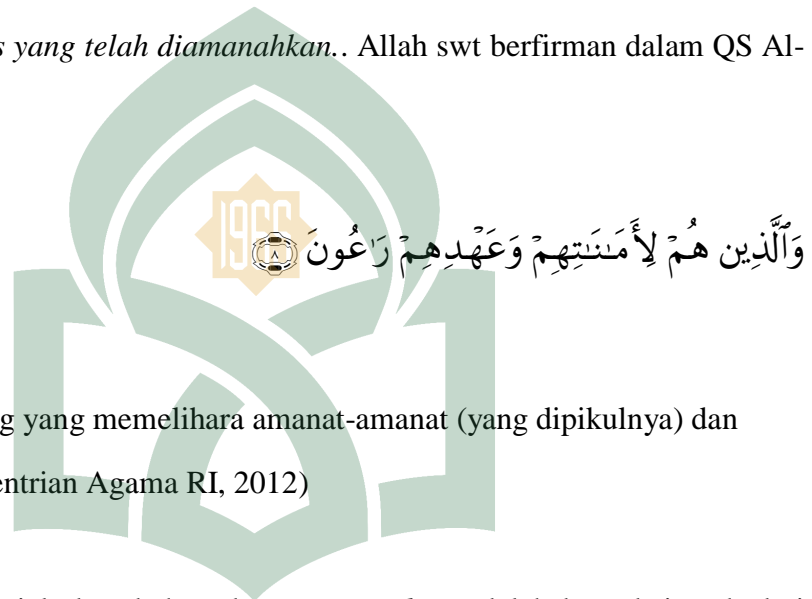 s yang telah diamanahkan.. Allah swt berfirman dalam QS Al-
وَٱلَّذِين هُمۡ لِأَمَـٰنَـٰتِهِمۡ وَعَهۡدِهِمۡ رَٰعُونَ ۝٨
1966
g yang memelihara amanat-amanat (yang dipikulnya) dan
entrian Agama RI, 2012)